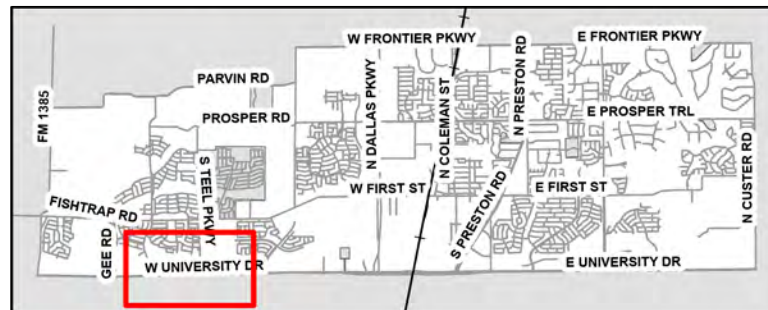 W FRONTIER PKWY
E FRONTIER PKWY
PARVIN RD
PROSPER RD
FM 1385
N DALLAS PKWY
N COLEMAN ST
N PRESTON RD
E PROSPER TRL
S TEEL PKWY
W FIRST ST
E FIRST ST
N CUSTER RD
FISHTRAP RD
S PRESTON RD
GEE RD
W UNIVERSITY DR
E UNIVERSITY DR